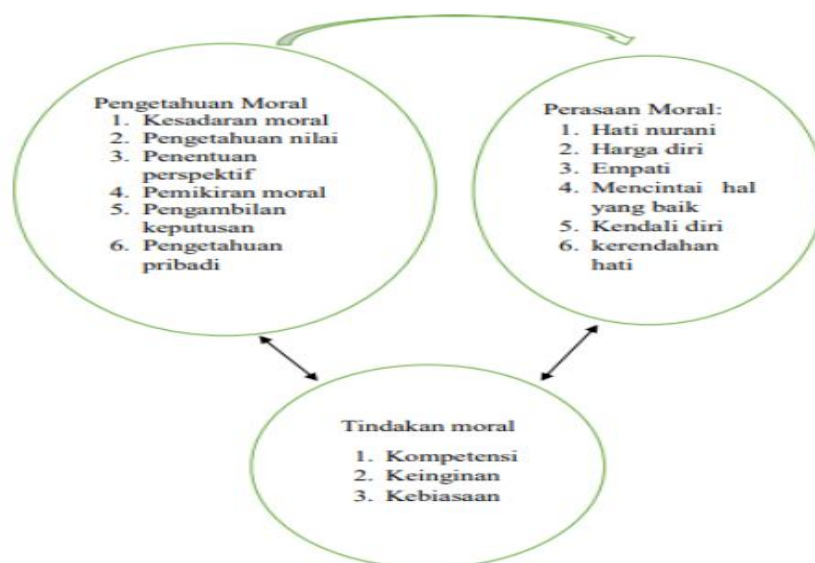 Pengetahuan Moral
1. Kesadaran moral
2. Pengetahuan nilai
3. Penentuan
perspektif
4. Pemikiran moral
5. Pengambilan
keputusan
6. Pengetahuan
pribadi
Perasaan Moral:
1. Hati nurani
2. Harga diri
3. Empati
4. Mencintai hal
yang baik
5. Kendali diri
6. kerendahan
hati
Tindakan moral
1. Kompetensi
2. Keinginan
3. Kebiasaan